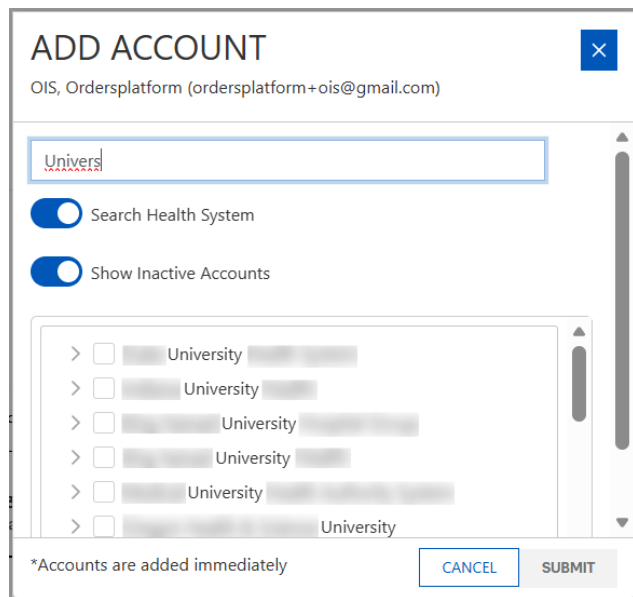 ADD ACCOUNT
OIS, Ordersplatform (ordersplatform+ois@gmail.com)
Univers
Search Health System
Show Inactive Accounts
University
University
University
University
University
University
*Accounts are added immediately
CANCEL
SUBMIT